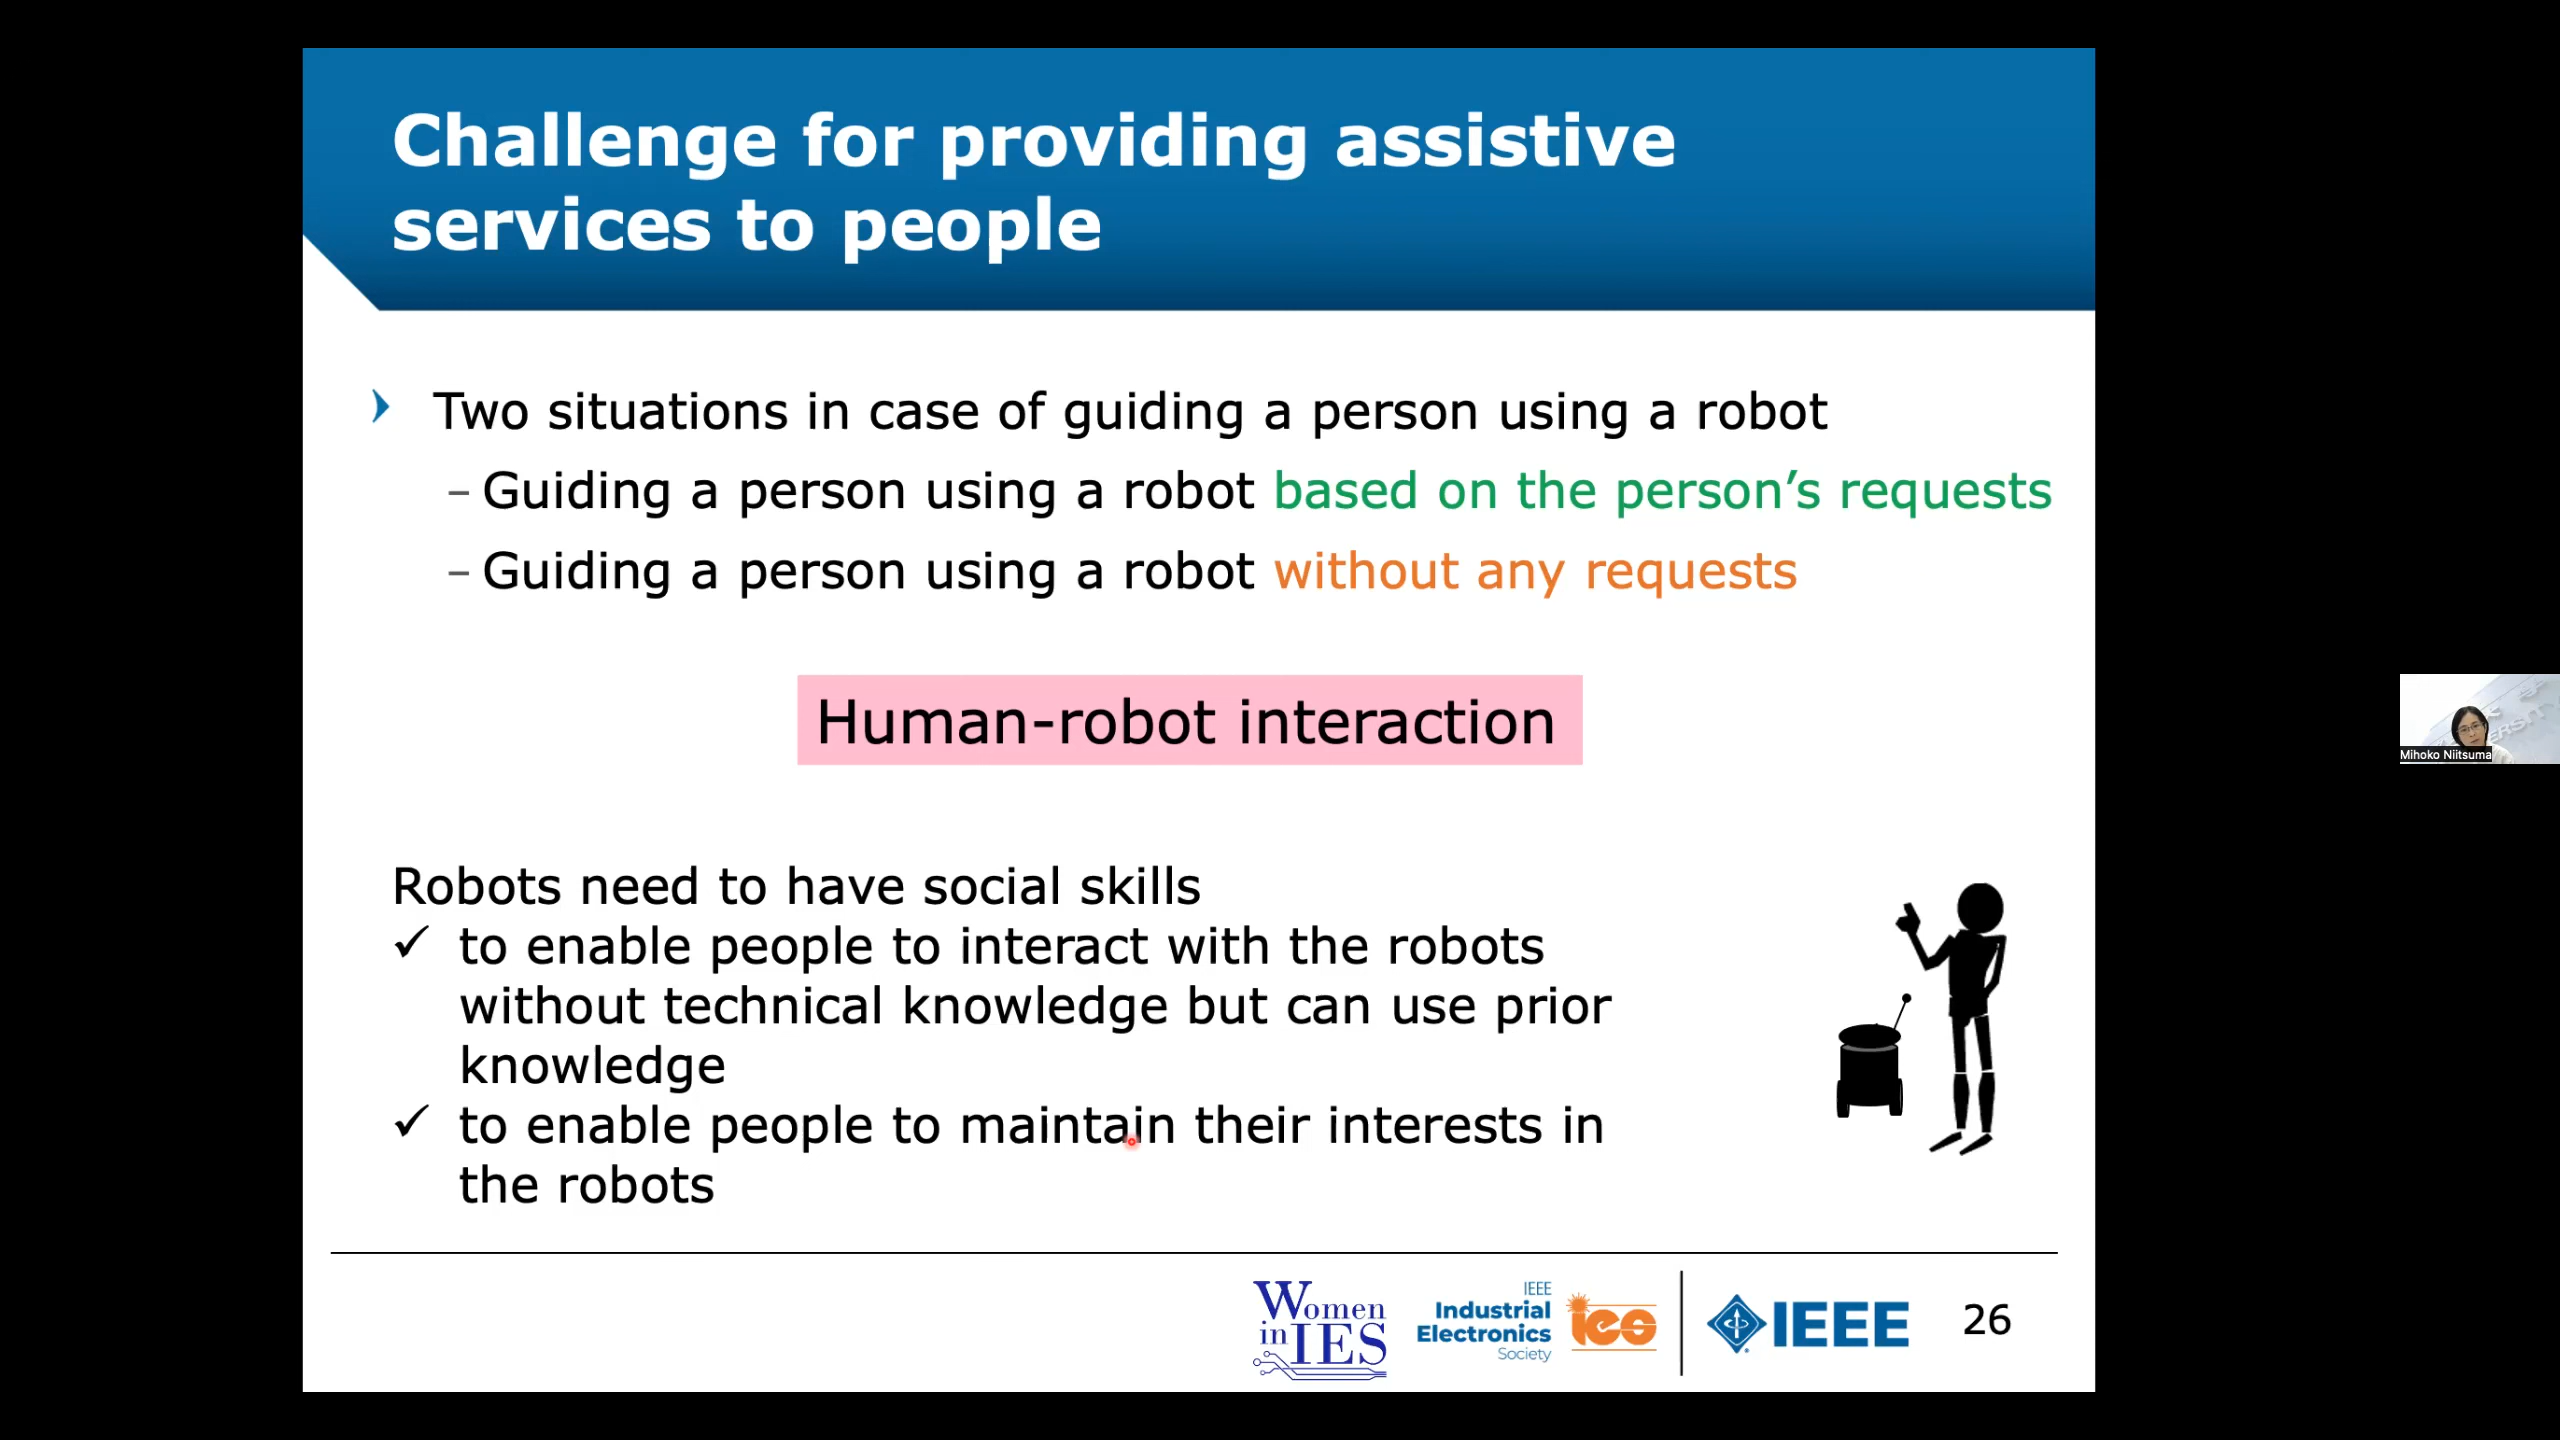 Challenge for providing assistive
services to people
Two situations in case of guiding a person using a robot
– Guiding a person using a robot based on the person’s requests
– Guiding a person using a robot without any requests
Human-robot interaction
Robots need to have social skills
✓ to enable people to interact with the robots
without technical knowledge but can use prior
knowledge
✓ to enable people to maintain their interests in
the robots
Mihoko Niitsuma
Women
in IES
IEEE
Industrial
Electronics
Society
ies
IEEE
26